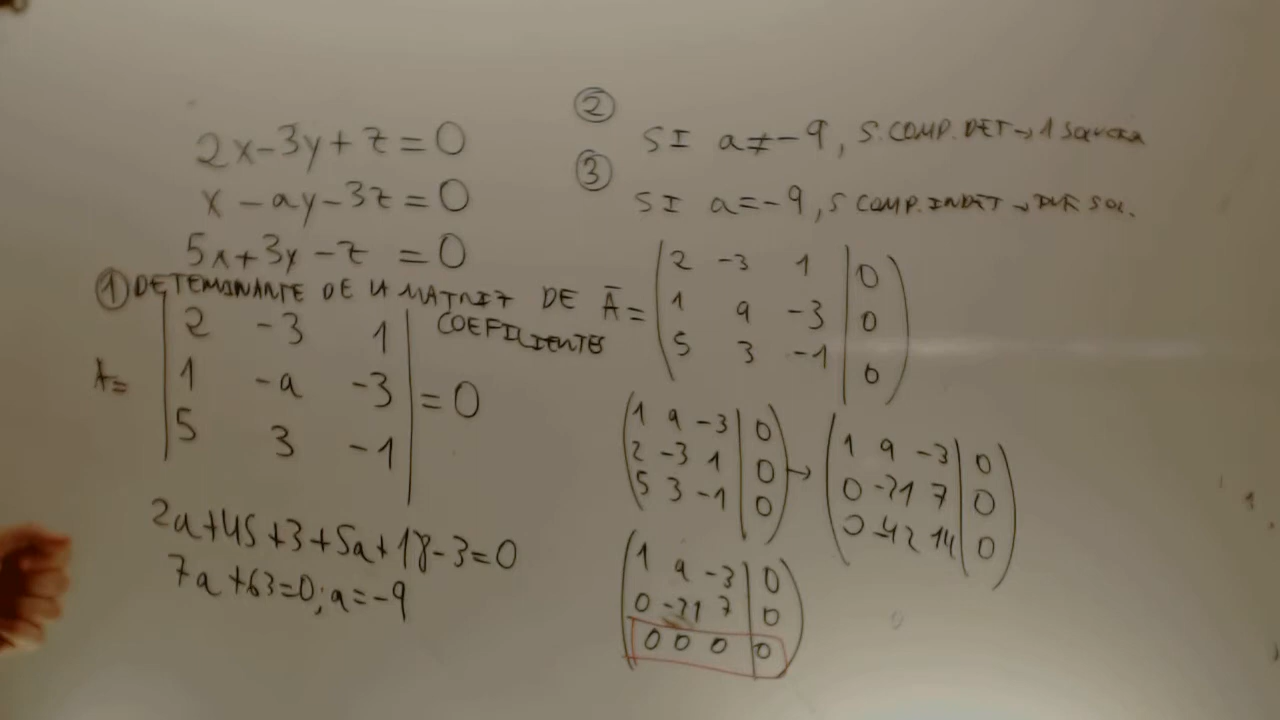 2x-3y+z=0
x-ay-3z=0
5x+3y-z=0
① DETEMINANTE DE LA MATRIZ DE
COEFICIENTES
A= | 2 -3 1 |
| 1 -a -3 | =0
| 5 3 -1 |
2a+45+3+5a+18-3=0
7a+63=0; a=-9
②
SI a≠-9, S.COMP.DET→1
③
SI a=-9, S COMP.INDET→ SOL.
Ā= ( 2 -3 1 | 0 )
( 1 9 -3 | 0 )
( 5 3 -1 | 0 )
( 1 9 -3 | 0 )
( 2 -3 1 | 0 )
( 5 3 -1 | 0 ) →
( 1 9 -3 | 0 )
( 0 -21 7 | 0 )
( 0 -42 14 | 0 )
( 1 9 -3 | 0 )
( 0 -21 7 | 0 )
( 0 0 0 | 0 )